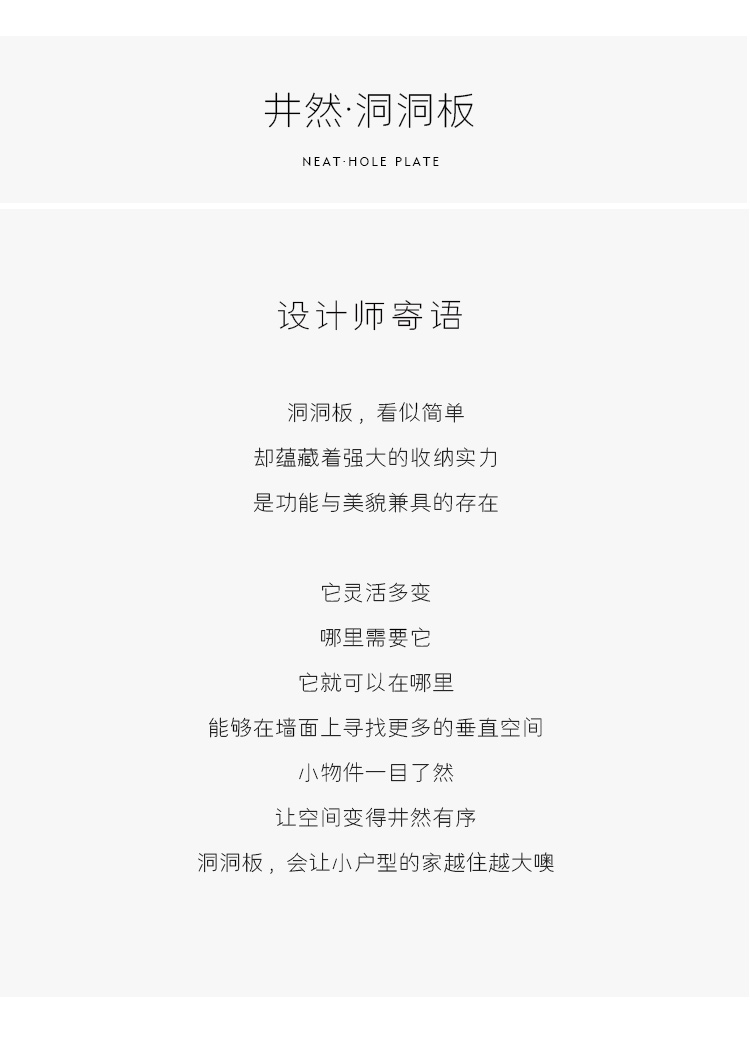 井然·洞洞板
NEAT·HOLE PLATE
设计师寄语
洞洞板，看似简单
却蕴藏着强大的收纳实力
是功能与美貌兼具的存在
它灵活多变
哪里需要它
它就可以在哪里
能够在墙面上寻找更多的垂直空间
小物件一目了然
让空间变得井然有序
洞洞板，会让小户型的家越住越大噢